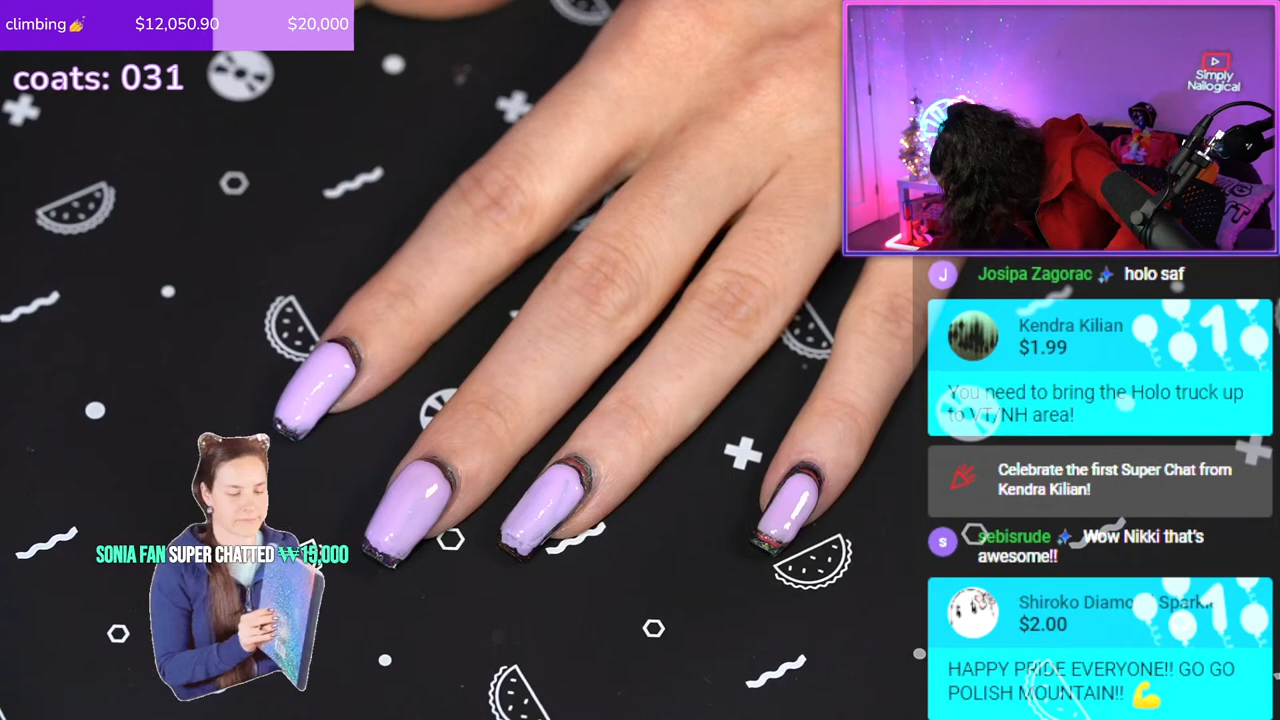 climbing💅 $12,050.90 $20,000
coats: 031
Simply
Nailogical
Josipa Zagorac holo saf
Kendra Kilian
$1.99
You need to bring the Holo truck up
to VT/NH area!
Celebrate the first Super Chat from
Kendra Kilian!
sebisrude Wow Nikki that's
awesome!!
Shiroko Diamond Sparkle
$2.00
HAPPY PRIDE EVERYONE!! GO GO
POLISH MOUNTAIN!! 💪
SONIA FAN SUPER CHATTED ₩15,000